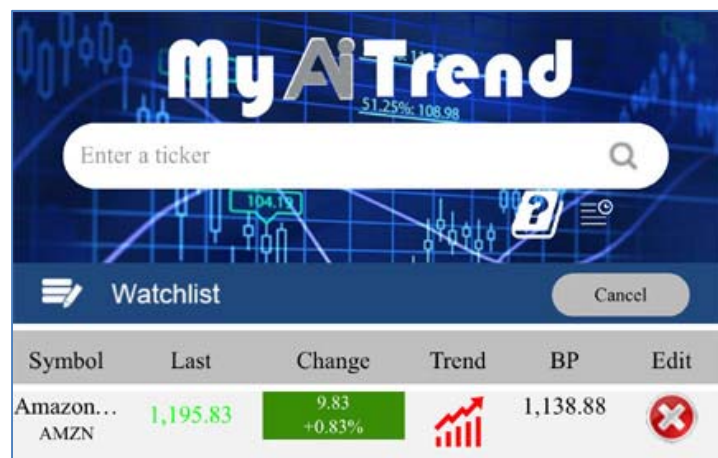 My Ai Trend
51.25%: 108.98
Enter a ticker
104.19
?
Watchlist
Cancel
Symbol Last Change Trend BP Edit
Amazon… 1,195.83 9.83 1,138.88
AMZN +0.83%